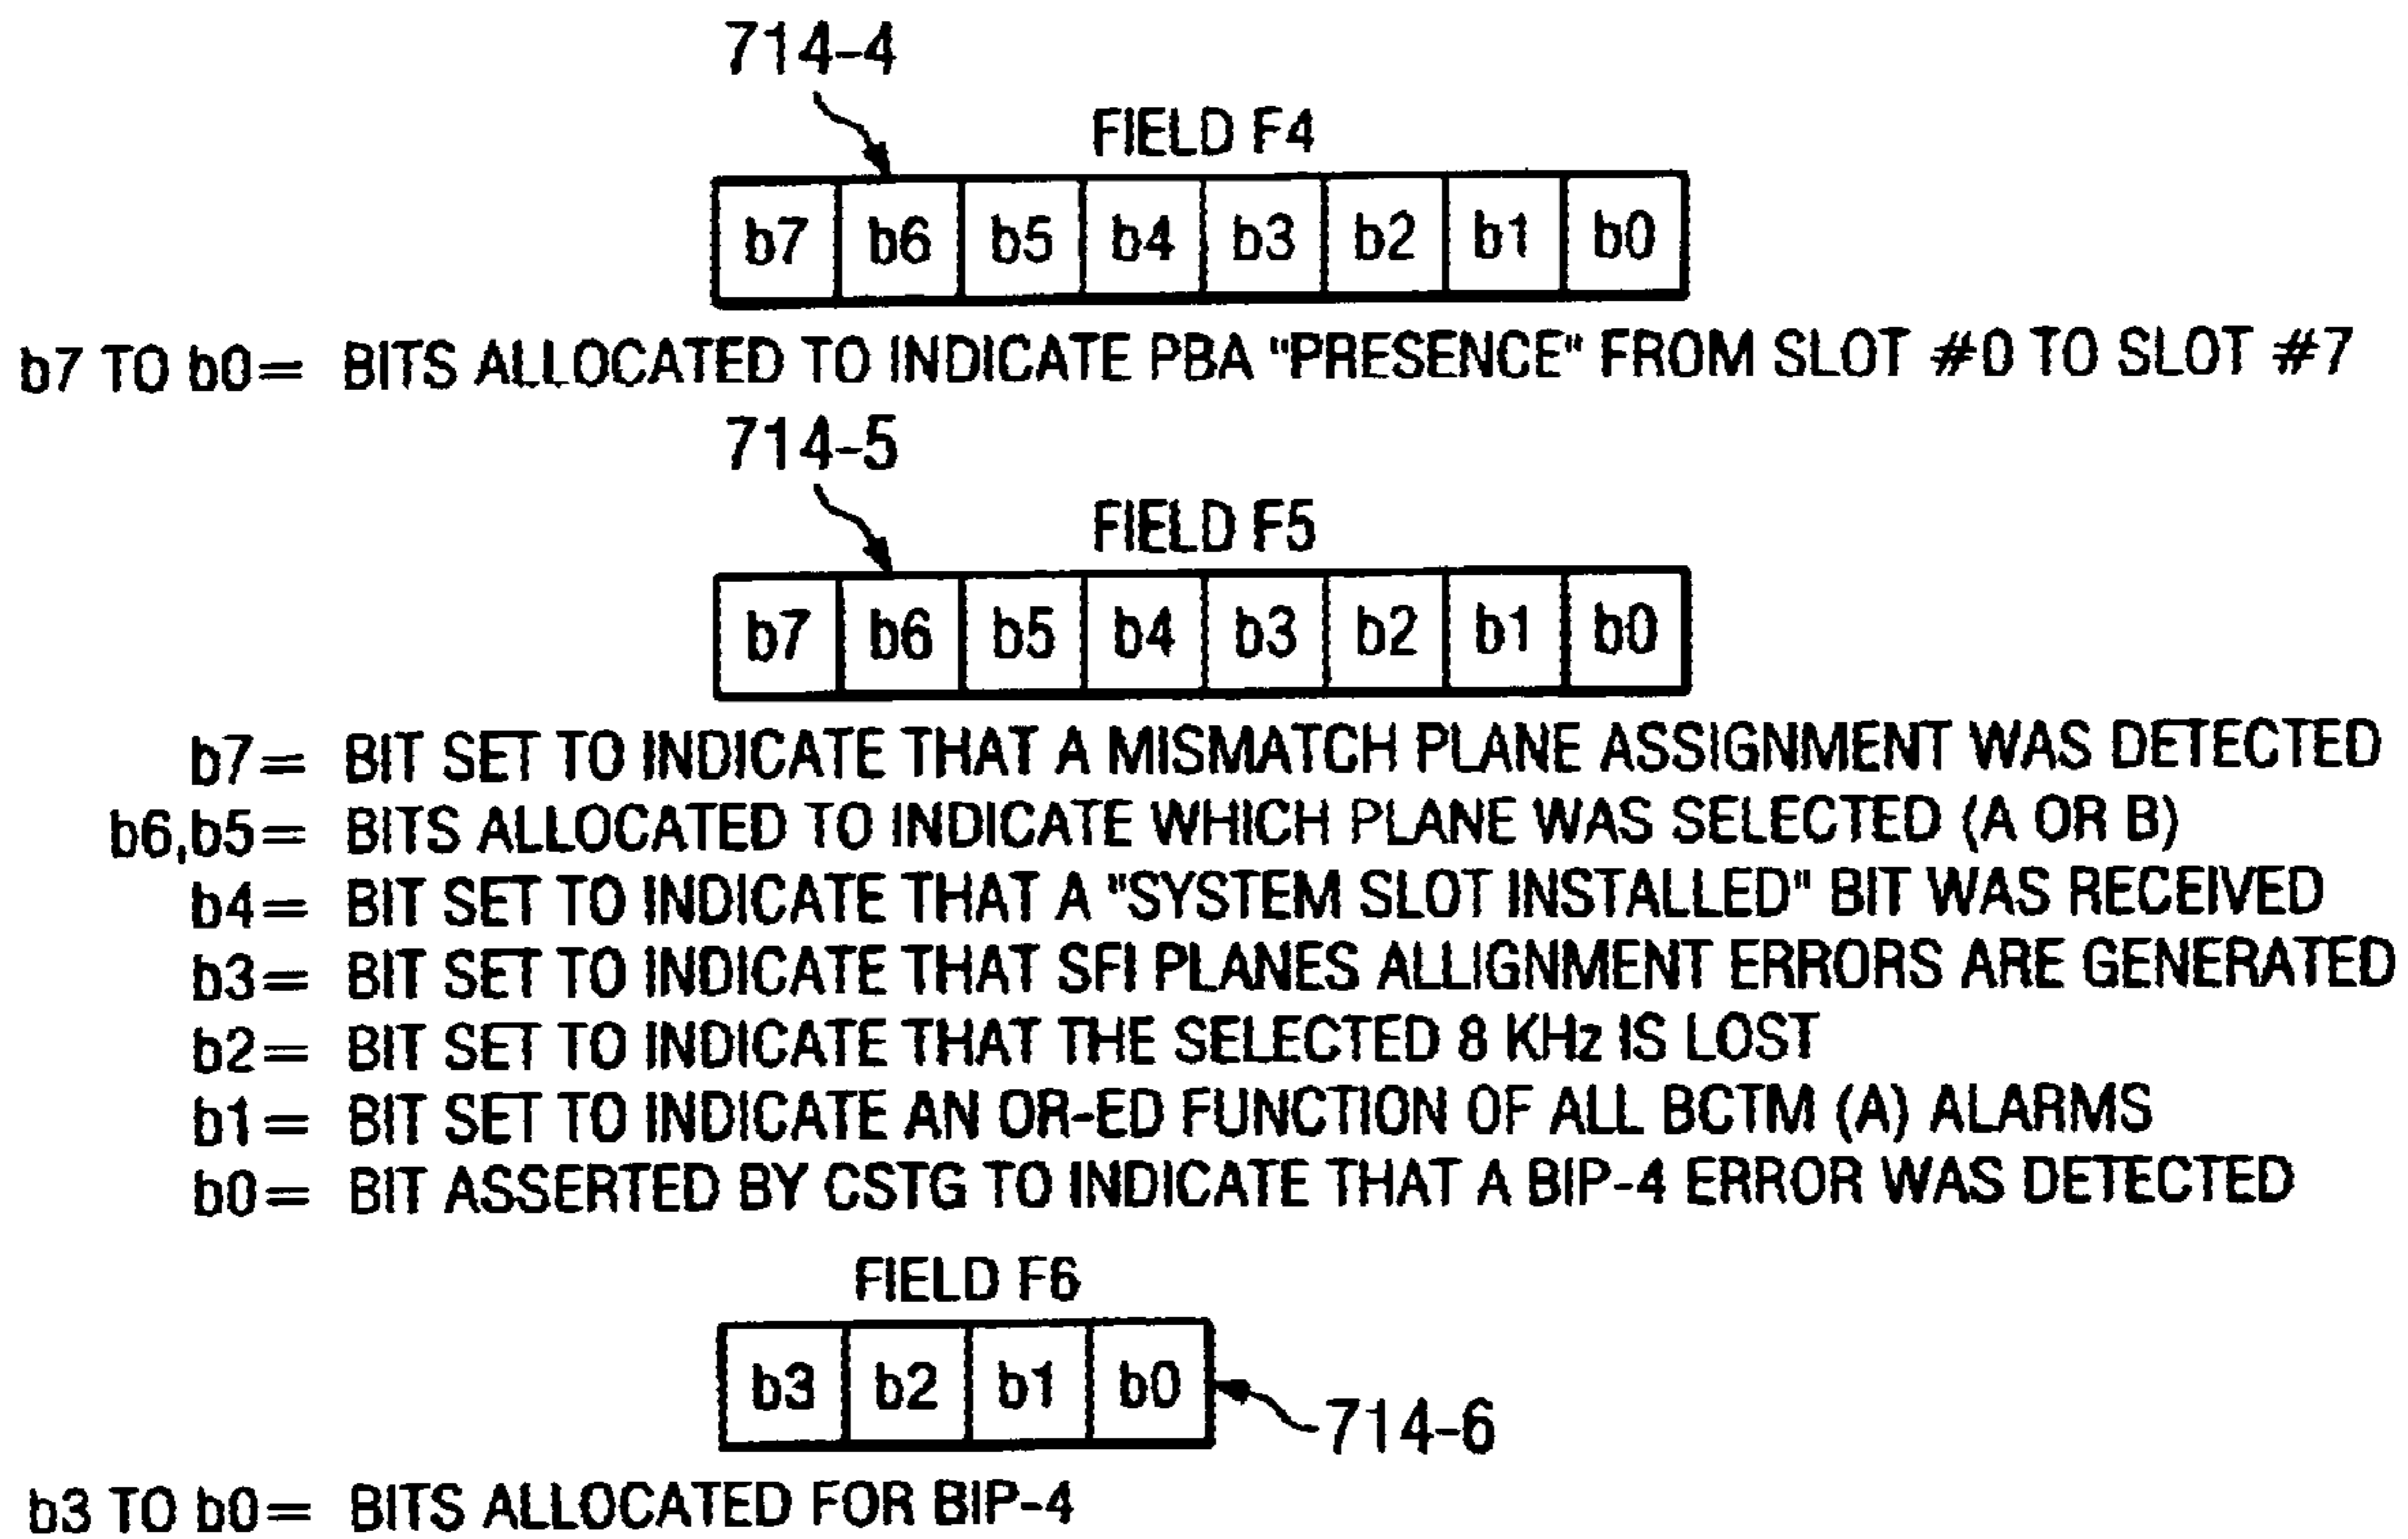 714-4
FIELD F4
b7 b6 b5 b4 b3 b2 b1 b0
b7 TO b0= BITS ALLOCATED TO INDICATE PBA "PRESENCE" FROM SLOT #0 TO SLOT #7
714-5
FIELD F5
b7 b6 b5 b4 b3 b2 b1 b0
b7= BIT SET TO INDICATE THAT A MISMATCH PLANE ASSIGNMENT WAS DETECTED
b6,b5= BITS ALLOCATED TO INDICATE WHICH PLANE WAS SELECTED (A OR B)
b4= BIT SET TO INDICATE THAT A "SYSTEM SLOT INSTALLED" BIT WAS RECEIVED
b3= BIT SET TO INDICATE THAT SFI PLANES ALLIGNMENT ERRORS ARE GENERATED
b2= BIT SET TO INDICATE THAT THE SELECTED 8 KHz IS LOST
b1= BIT SET TO INDICATE AN OR-ED FUNCTION OF ALL BCTM (A) ALARMS
b0= BIT ASSERTED BY CSTG TO INDICATE THAT A BIP-4 ERROR WAS DETECTED
FIELD F6
b3 b2 b1 b0
714-6
b3 TO b0= BITS ALLOCATED FOR BIP-4